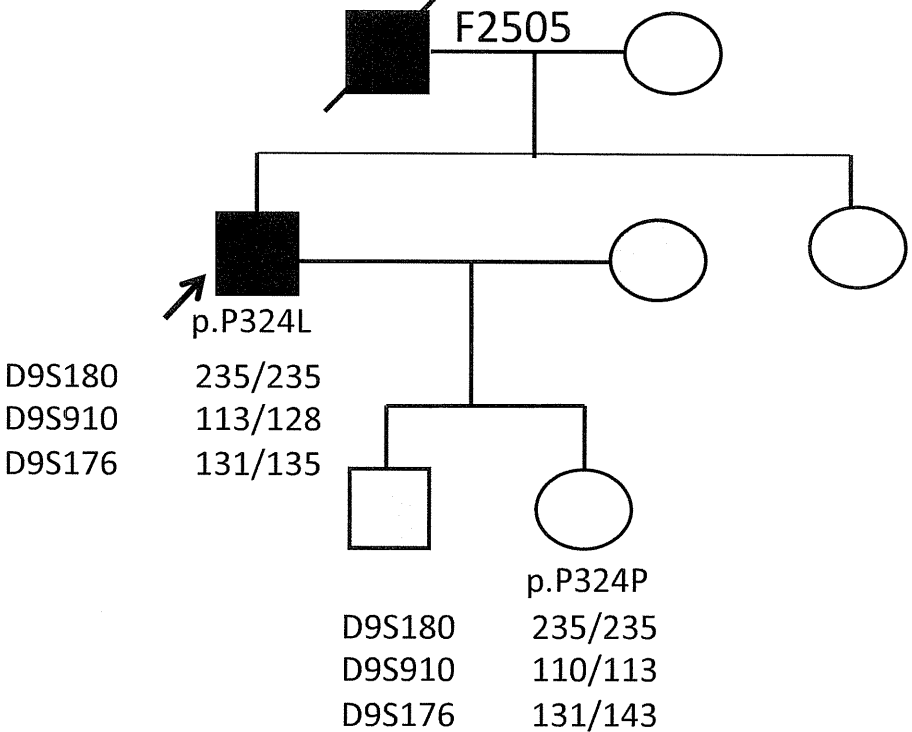 F2505
p.P324L
D9S180 235/235
D9S910 113/128
D9S176 131/135
p.P324P
D9S180 235/235
D9S910 110/113
D9S176 131/143